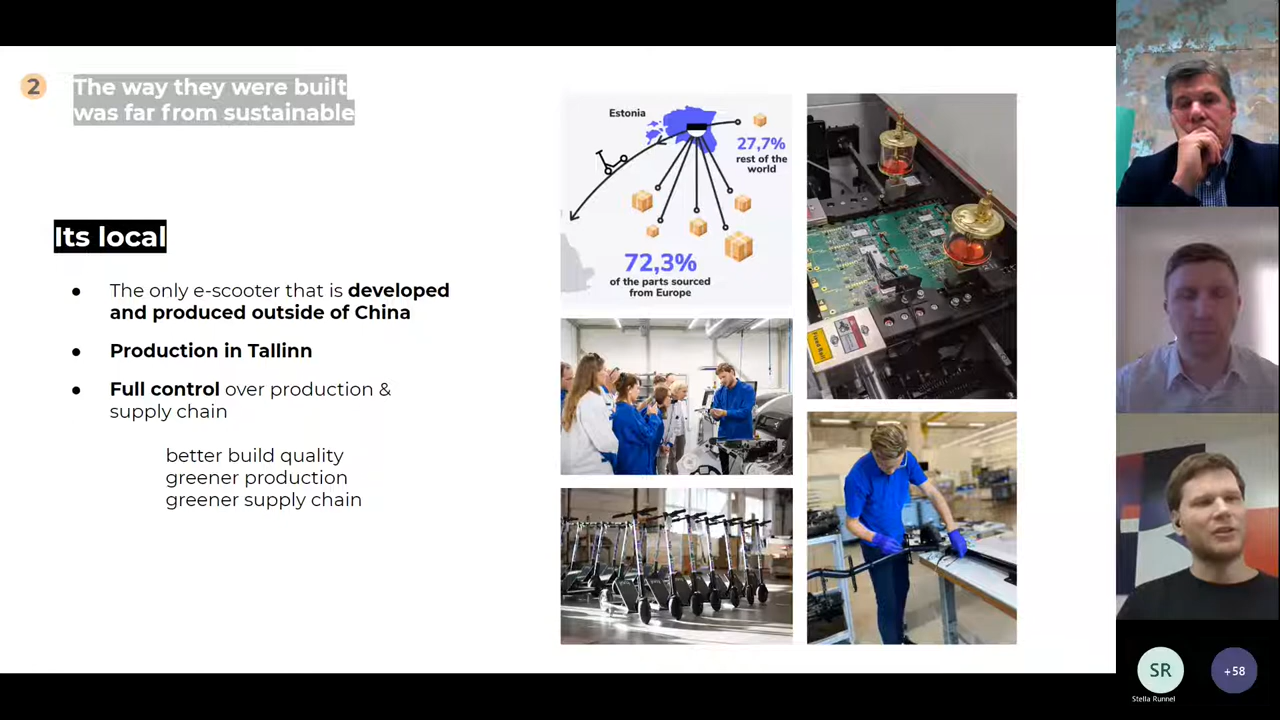 2
The way they were built
was far from sustainable
Its local
● The only e-scooter that is developed
and produced outside of China
● Production in Tallinn
● Full control over production &
supply chain
better build quality
greener production
greener supply chain
Estonia
27,7%
rest of the
world
72,3%
of the parts sourced
from Europe
SR
Stella Runnel
+58